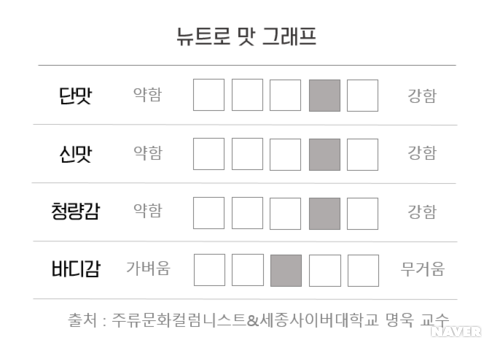 뉴트로 맛 그래프
단맛 약함 강함
신맛 약함 강함
청량감 약함 강함
바디감 가벼움 무거움
출처 : 주류문화컬럼니스트&세종사이버대학교 명욱 교수
NAVER